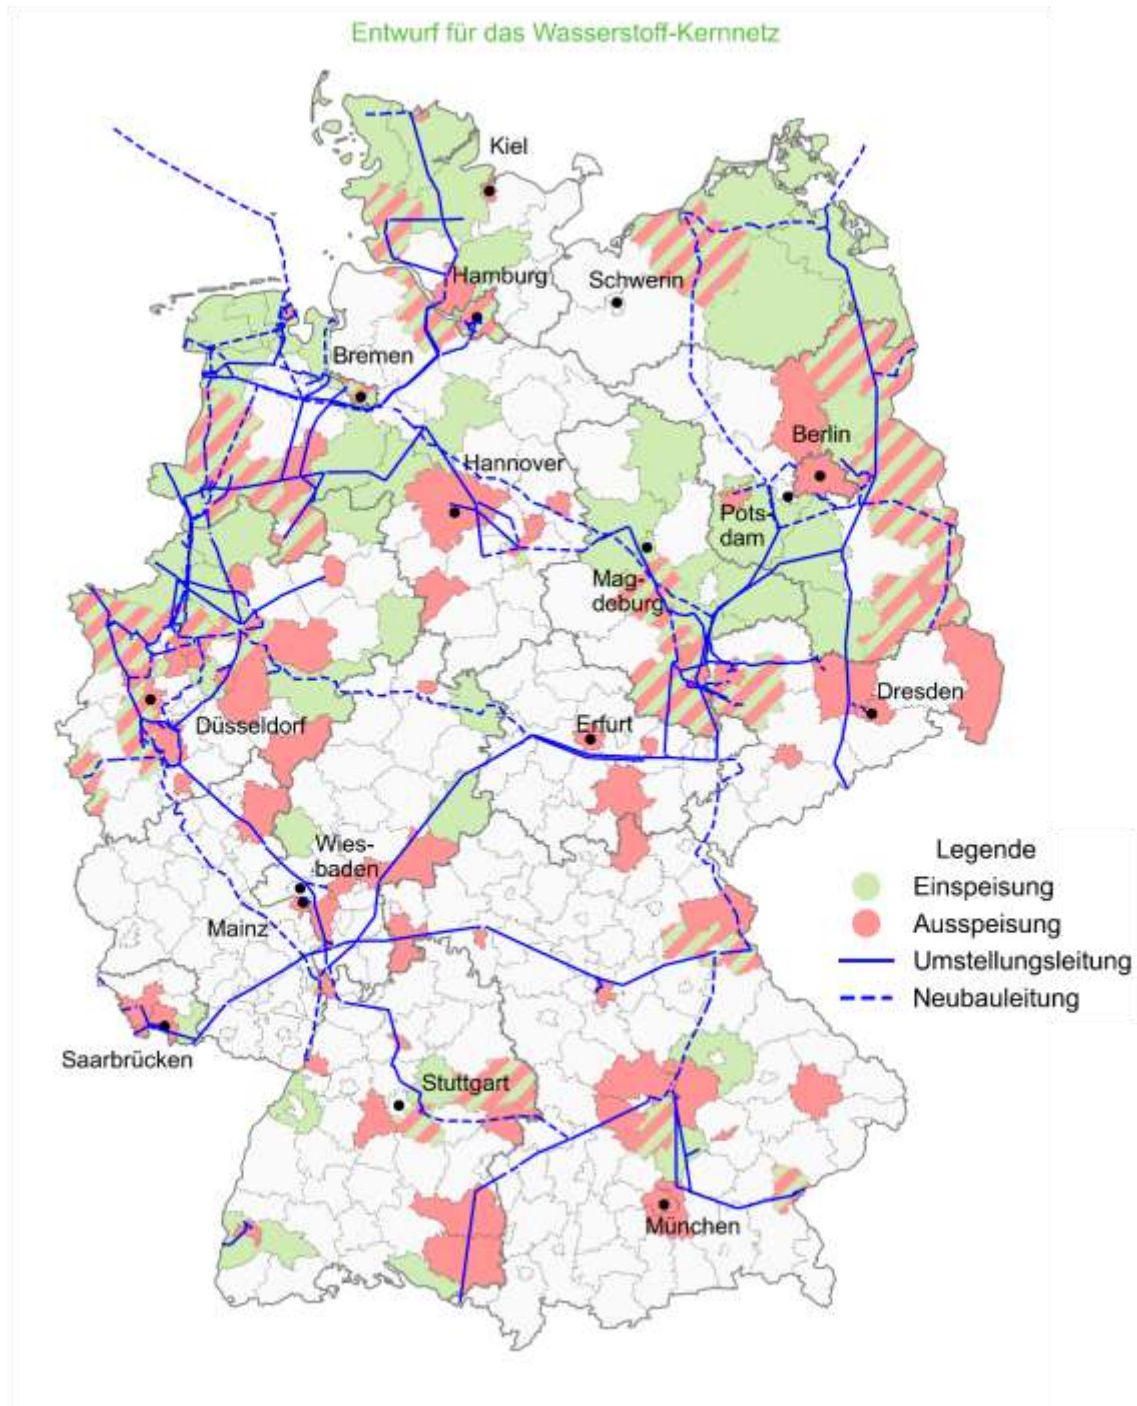 Entwurf für das Wasserstoff-Kernnetz
Kiel
Hamburg
Schwerin
Bremen
Berlin
Hannover
Pots-
dam
Mag-
deburg
Dresden
Düsseldorf
Erfurt
Wies-
baden
Mainz
Saarbrücken
Stuttgart
München
Legende
Einspeisung
Ausspeisung
Umstellungsleitung
Neubauleitung